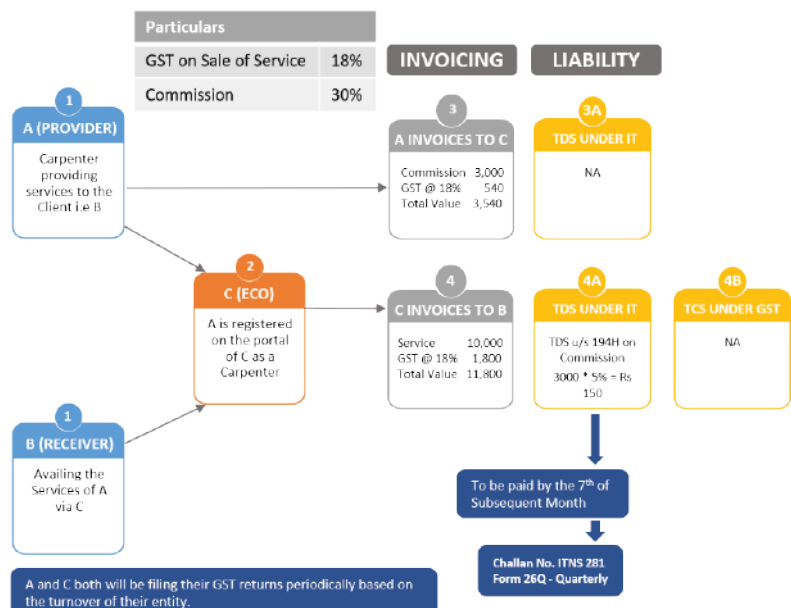 Particulars
GST on Sale of Service 18%
Commission 30%
INVOICING
LIABILITY
1
A (PROVIDER)
Carpenter
providing
services to the
Client i.e B
3
A INVOICES TO C
Commission 3,000
GST @ 18% 540
Total Value 3,540
3A
TDS UNDER IT
NA
2
C (ECO)
A is registered
on the portal
of C as a
Carpenter
4
C INVOICES TO B
Service 10,000
GST @ 18% 1,800
Total Value 11,800
4A
TDS UNDER IT
TDS u/s 194H on
Commission
3000 * 5% = Rs
150
4B
TCS UNDER GST
NA
1
B (RECEIVER)
Availing the
Services of A
via C
To be paid by the 7th of
Subsequent Month
Challan No. ITNS 281
Form 26Q - Quarterly
A and C both will be filing their GST returns periodically based on
the turnover of their entity.